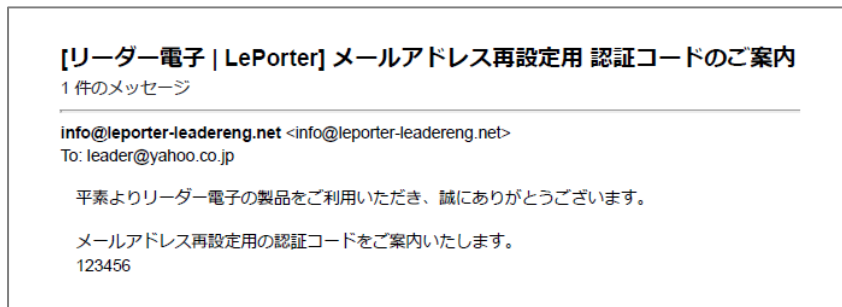 [リーダー電子 | LePorter] メールアドレス再設定用 認証コードのご案内
1 件のメッセージ
info@leporter-leadereng.net <info@leporter-leadereng.net>
To: leader@yahoo.co.jp
平素よりリーダー電子の製品をご利用いただき、誠にありがとうございます。
メールアドレス再設定用の認証コードをご案内いたします。
123456